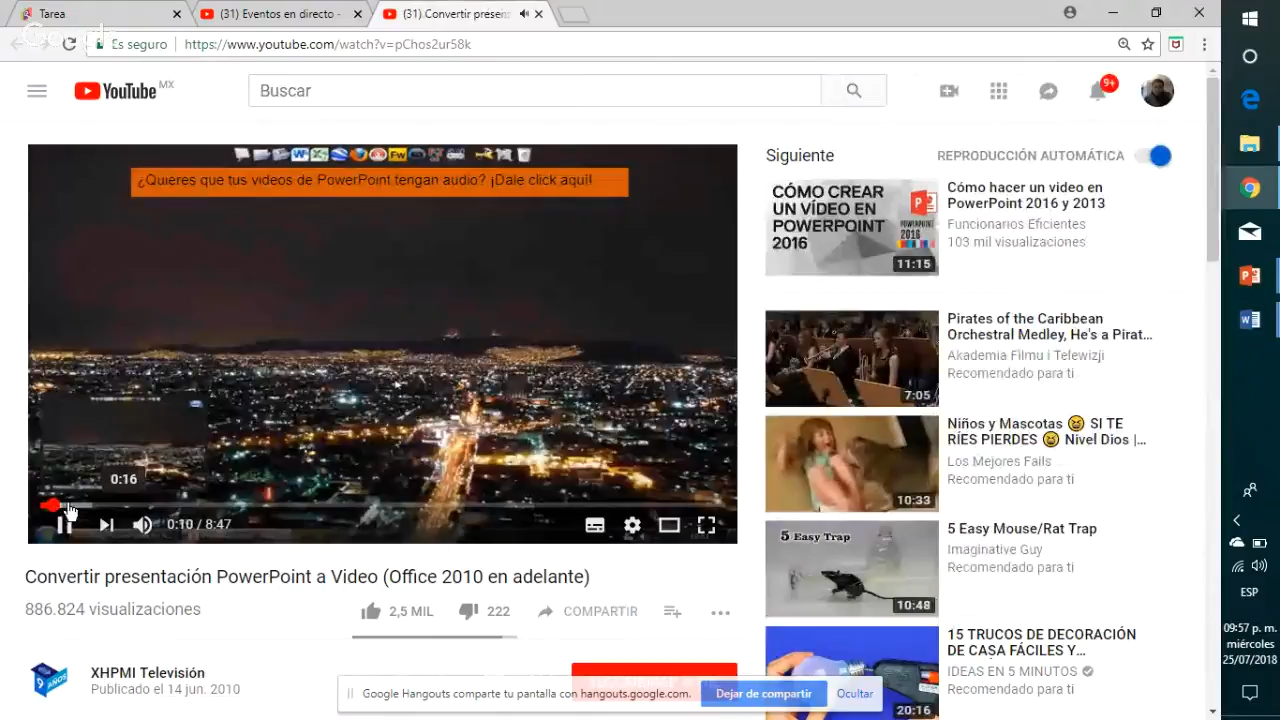 Tarea
(31) Eventos en directo -
(31) Convertir presen
Es seguro
https://www.youtube.com/watch?v=pChos2ur58k
YouTube MX
Buscar
9+
¿Quieres que tus videos de PowerPoint tengan audio? ¡Dale click aqui!
0:16
0:10 / 8:47
Convertir presentación PowerPoint a Video (Office 2010 en adelante)
886.824 visualizaciones
2,5 MIL
222
COMPARTIR
XHPMI Televisión
Publicado el 14 jun. 2010
Siguiente
REPRODUCCIÓN AUTOMÁTICA
CÓMO CREAR
UN VÍDEO EN
POWERPOINT
2016
POWERPOINT
2016
11:15
Cómo hacer un video en
PowerPoint 2016 y 2013
Funcionarios Eficientes
103 mil visualizaciones
7:05
Pirates of the Caribbean
Orchestral Medley, He's a Pirat...
Akademia Filmu i Telewizji
Recomendado para ti
10:33
Niños y Mascotas 😆 SI TE
RÍES PIERDES 😆 Nivel Dios |...
Los Mejores Fails
Recomendado para ti
5 Easy Trap
10:48
5 Easy Mouse/Rat Trap
Imaginative Guy
Recomendado para ti
20:16
15 TRUCOS DE DECORACIÓN
DE CASA FÁCILES Y...
IDEAS EN 5 MINUTOS
Recomendado para ti
Google Hangouts comparte tu pantalla con hangouts.google.com.
Dejar de compartir
Ocultar
ESP
09:57 p. m.
miércoles
25/07/2018